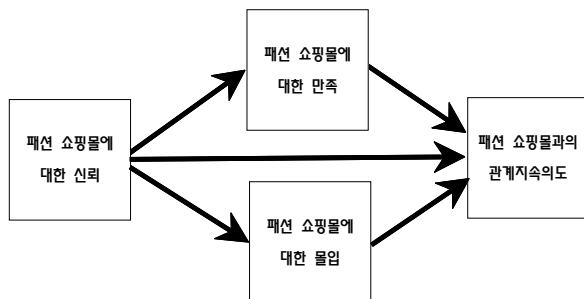 패션 쇼핑몰에
대한 만족
패션 쇼핑몰에
대한 신뢰
패션 쇼핑몰과의
관계지속의도
패션 쇼핑몰에
대한 몰입